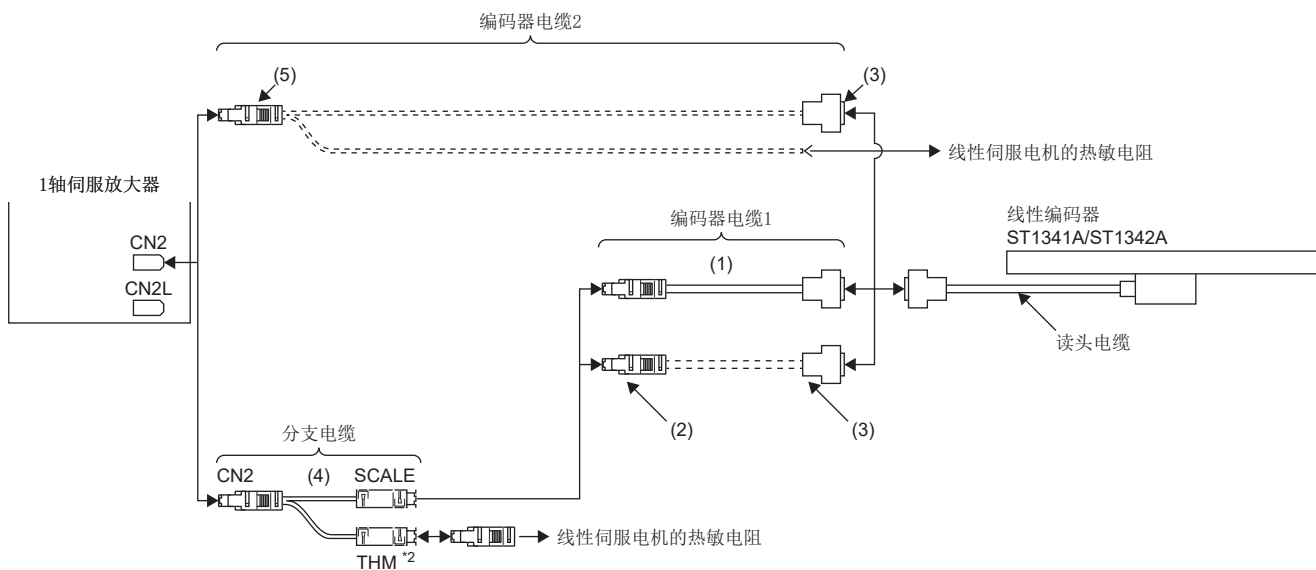 编码器电缆2
(5)
(3)
线性伺服电机的热敏电阻
1轴伺服放大器
CN2
CN2L
编码器电缆1
(1)
线性编码器
ST1341A/ST1342A
读头电缆
(2)
(3)
分支电缆
CN2
(4)
SCALE
THM *2
线性伺服电机的热敏电阻